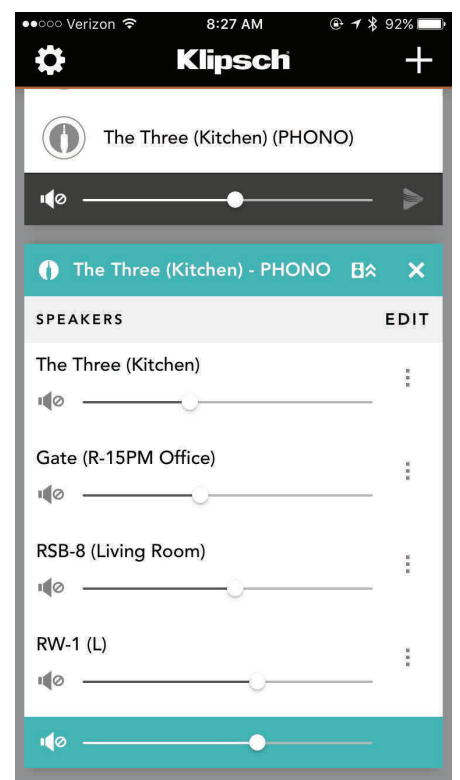 Verizon 8:27 AM 92%
Klipsch
The Three (Kitchen) (PHONO)
The Three (Kitchen) - PHONO
SPEAKERS EDIT
The Three (Kitchen)
Gate (R-15PM Office)
RSB-8 (Living Room)
RW-1 (L)